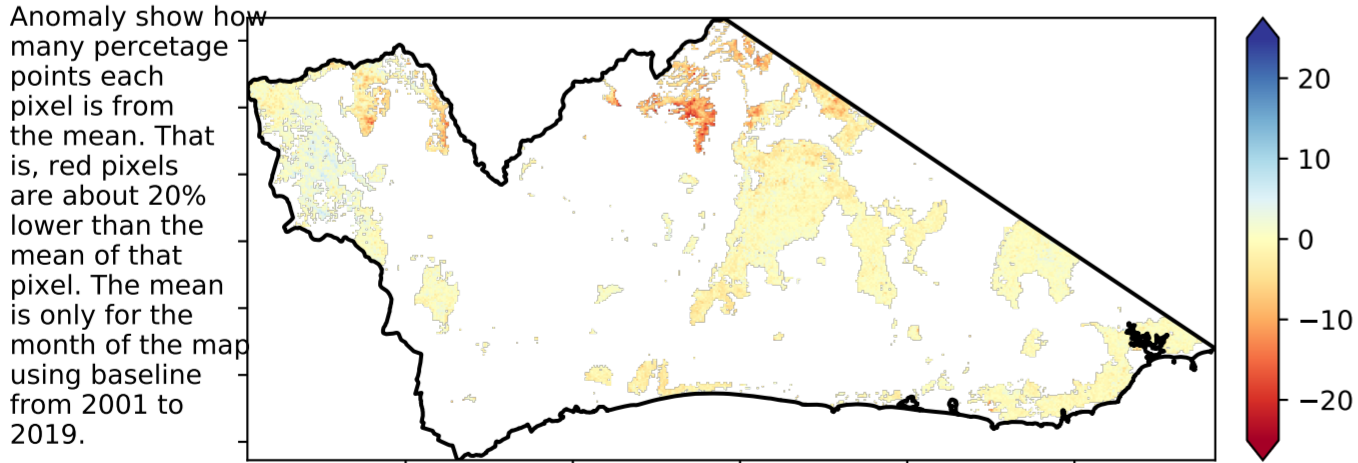 Anomaly show how
many percetage
points each
pixel is from
the mean. That
is, red pixels
are about 20%
lower than the
mean of that
pixel. The mean
is only for the
month of the map
using baseline
from 2001 to
2019.
20
10
0
−10
−20